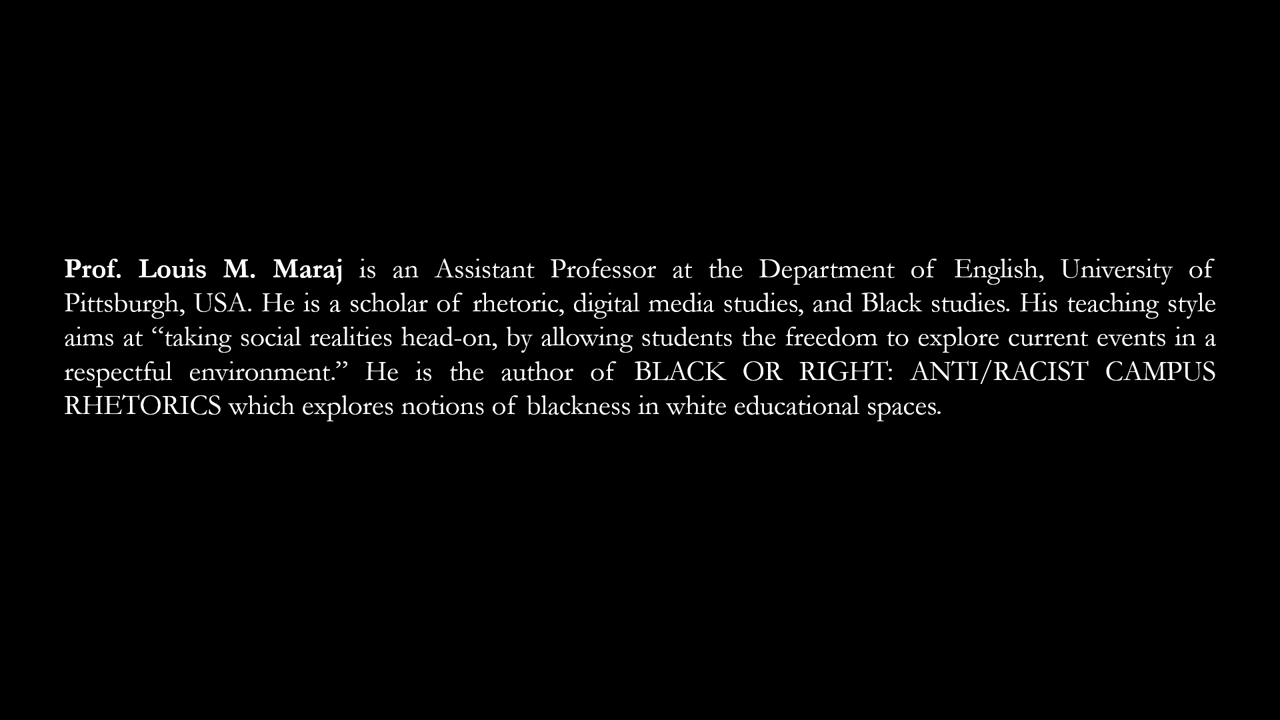 Prof. Louis M. Maraj is an Assistant Professor at the Department of English, University of
Pittsburgh, USA. He is a scholar of rhetoric, digital media studies, and Black studies. His teaching style
aims at “taking social realities head-on, by allowing students the freedom to explore current events in a
respectful environment.” He is the author of BLACK OR RIGHT: ANTI/RACIST CAMPUS
RHETORICS which explores notions of blackness in white educational spaces.